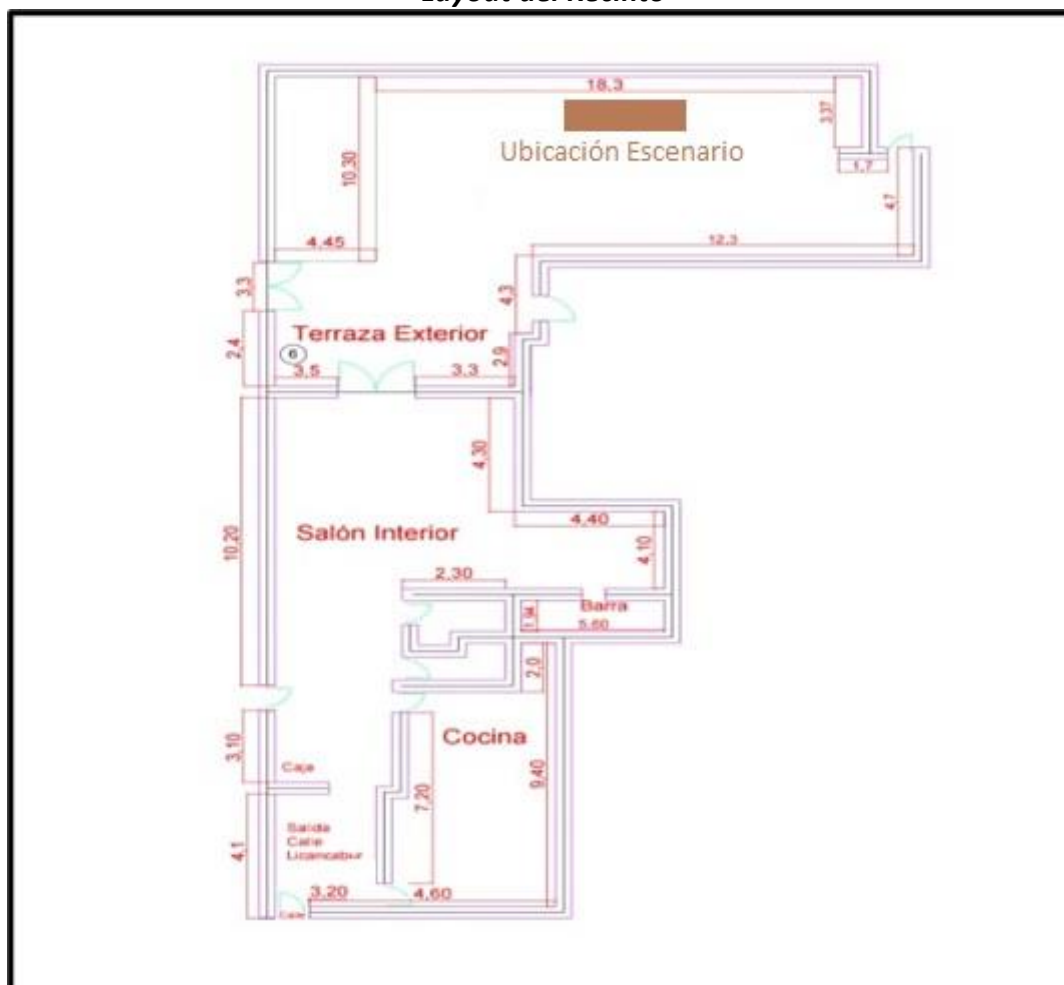 Layout del Recinto
18,3
3,37
Ubicación Escenario
10,30
1,7
4,7
4,45
12,3
3,3
4,3
Terraza Exterior
2,4
6
2,9
3,5
3,3
4,30
10,20
4,40
Salón Interior
4,10
2,30
Barra
1,94
5,60
2,0
Cocina
3,10
Caja
9,40
7,20
Salida
Calle
Licancabur
4,1
3,20
4,60
Calle